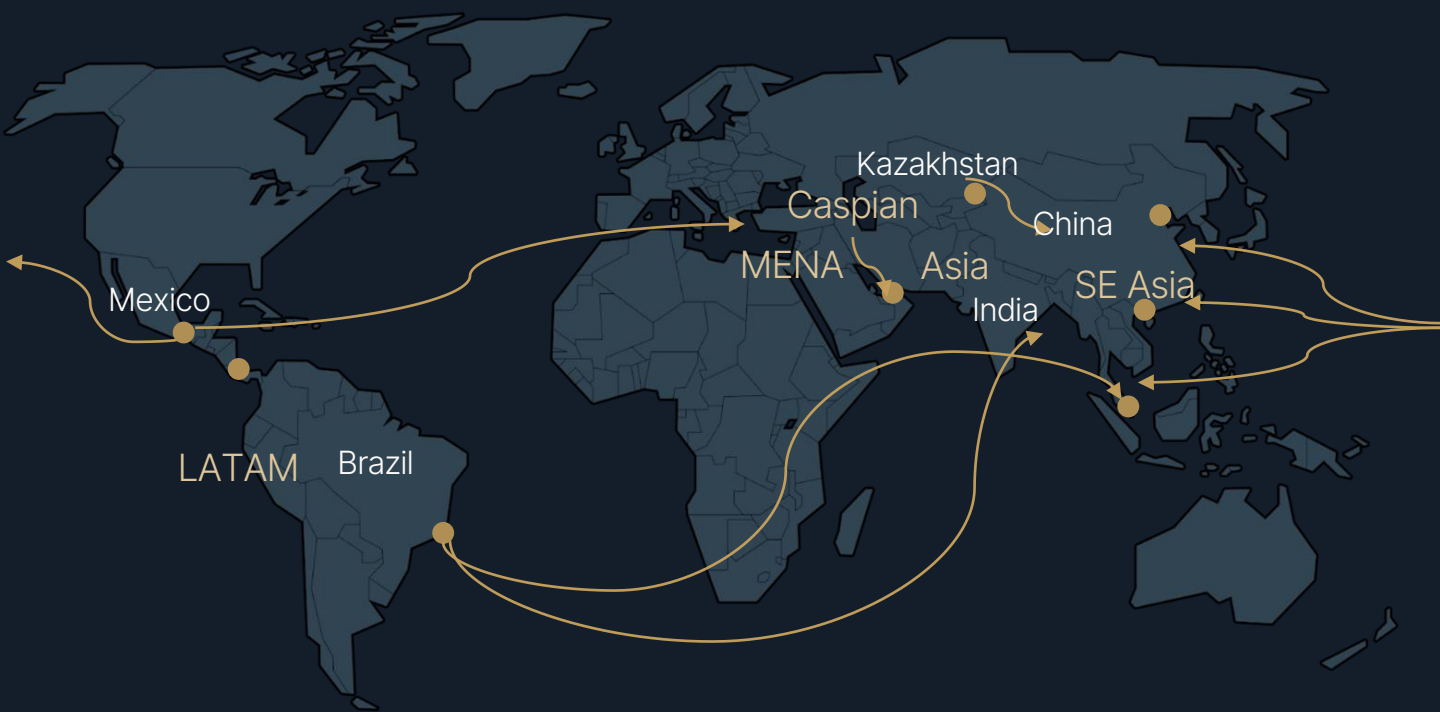 Kazakhstan
Caspian
China
MENA
Asia
SE Asia
Mexico
India
LATAM
Brazil